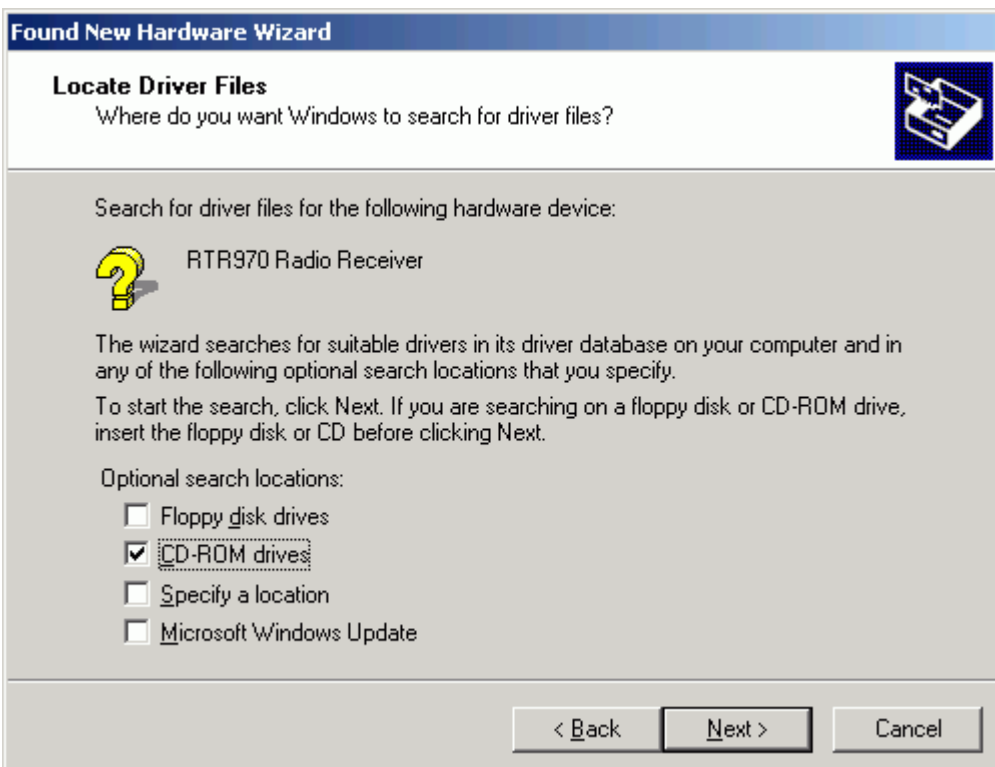 Found New Hardware Wizard
Locate Driver Files
Where do you want Windows to search for driver files?
Search for driver files for the following hardware device:
RTR970 Radio Receiver
The wizard searches for suitable drivers in its driver database on your computer and in
any of the following optional search locations that you specify.
To start the search, click Next. If you are searching on a floppy disk or CD-ROM drive,
insert the floppy disk or CD before clicking Next.
Optional search locations:
Floppy disk drives
CD-ROM drives
Specify a location
Microsoft Windows Update
< Back
Next >
Cancel